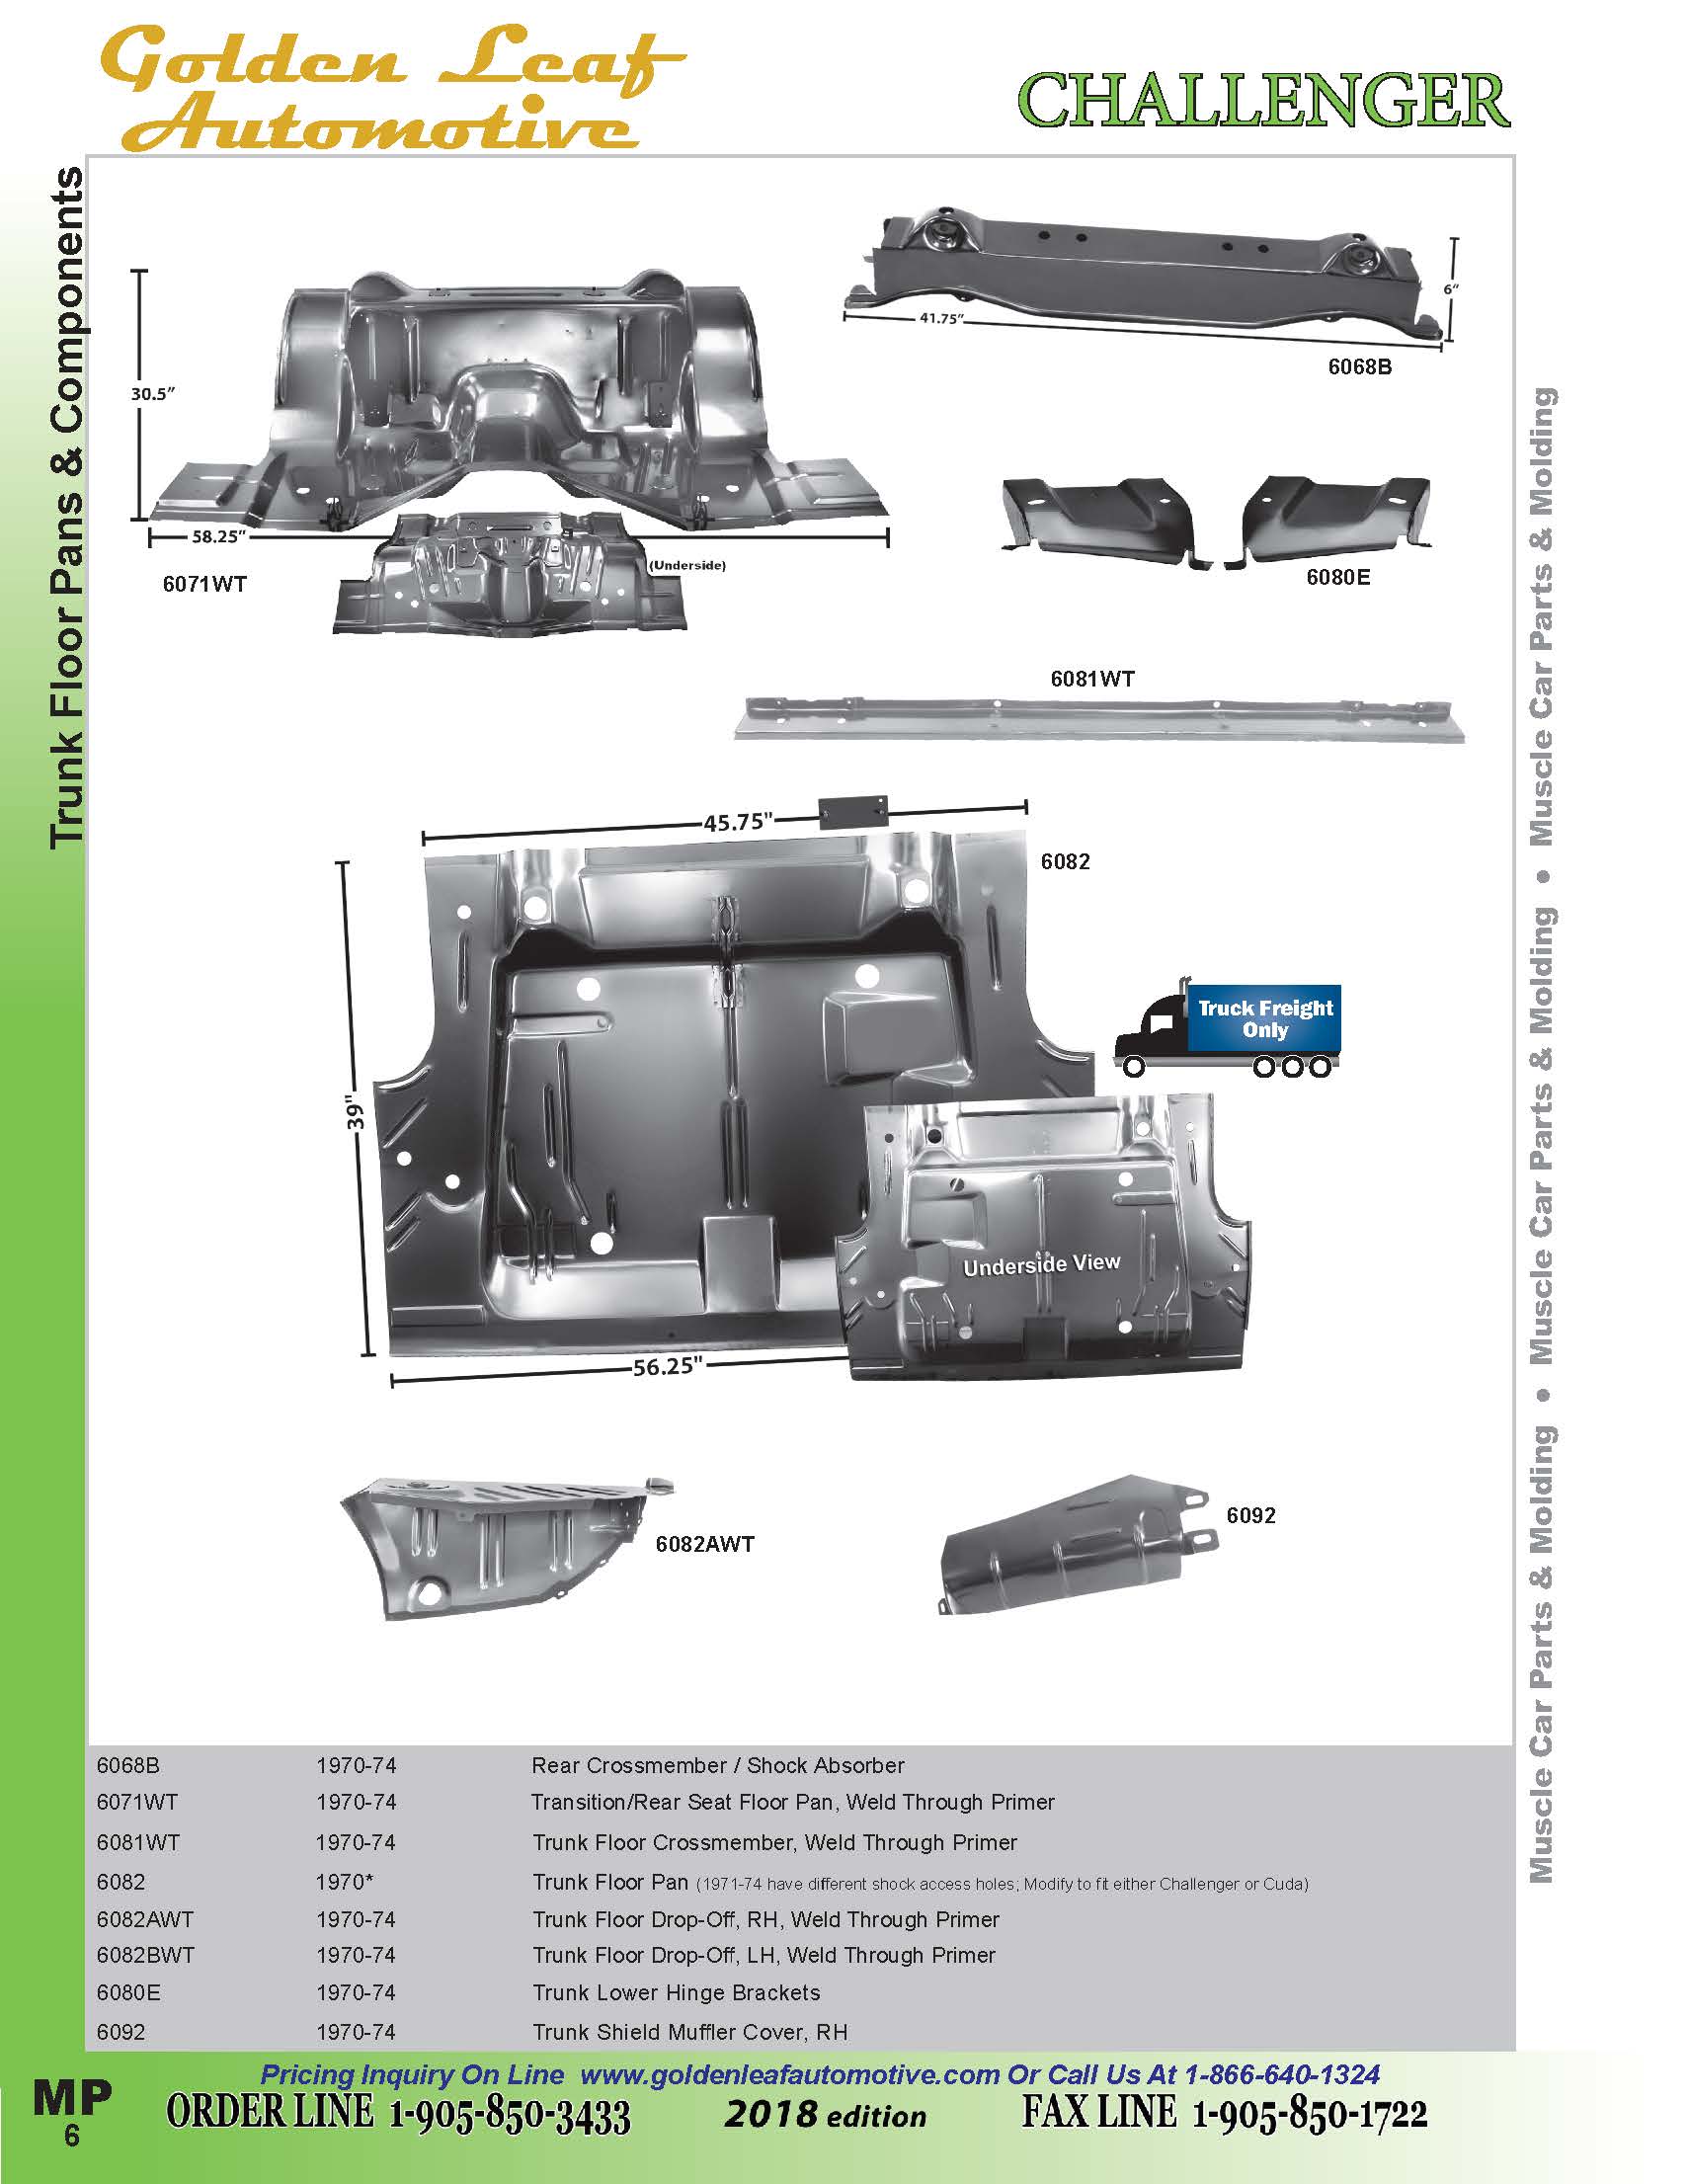 Golden Leaf
Automotive
CHALLENGER
Trunk Floor Pans & Components
30.5"
58.25"
6071WT
(Underside)
41.75"
6"
6068B
6080E
6081WT
45.75"
6082
39"
Truck Freight
Only
Underside View
56.25"
6082AWT
6092
Muscle Car Parts & Molding • Muscle Car Parts & Molding • Muscle Car Parts & Molding
6068B 1970-74 Rear Crossmember / Shock Absorber
6071WT 1970-74 Transition/Rear Seat Floor Pan, Weld Through Primer
6081WT 1970-74 Trunk Floor Crossmember, Weld Through Primer
6082 1970* Trunk Floor Pan (1971-74 have different shock access holes; Modify to fit either Challenger or Cuda)
6082AWT 1970-74 Trunk Floor Drop-Off, RH, Weld Through Primer
6082BWT 1970-74 Trunk Floor Drop-Off, LH, Weld Through Primer
6080E 1970-74 Trunk Lower Hinge Brackets
6092 1970-74 Trunk Shield Muffler Cover, RH
Pricing Inquiry On Line www.goldenleafautomotive.com Or Call Us At 1-866-640-1324
MP
6
ORDER LINE 1-905-850-3433 2018 edition FAX LINE 1-905-850-1722